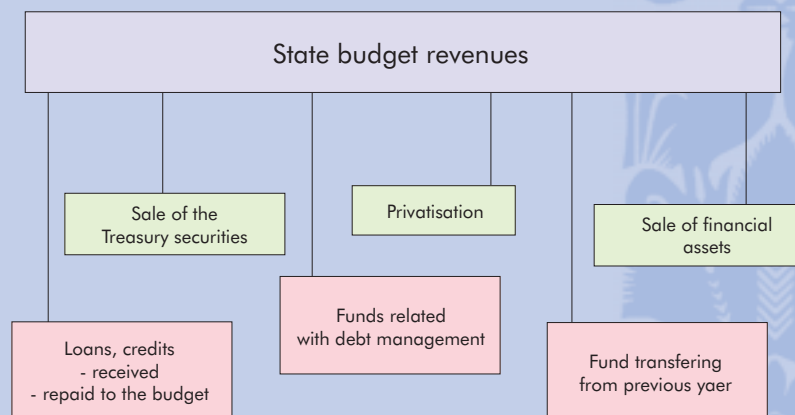 State budget revenues
Sale of the
Treasury securities
Privatisation
Sale of financial
assets
Funds related
with debt management
Loans, credits
- received
- repaid to the budget
Fund transfering
from previous yaer